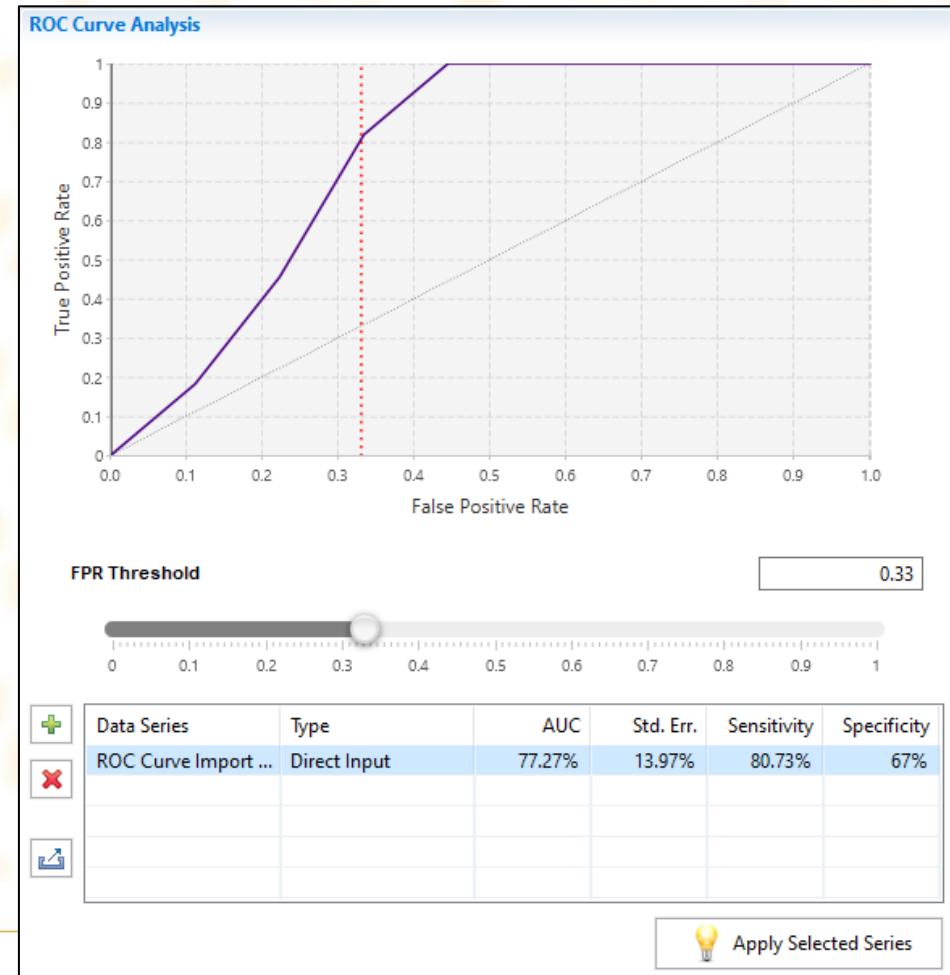 ROC Curve Analysis
1
0.9
0.8
0.7
0.6
0.5
0.4
0.3
0.2
0.1
0
True Positive Rate
0.0 0.1 0.2 0.3 0.4 0.5 0.6 0.7 0.8 0.9 1.0
False Positive Rate
FPR Threshold 0.33
0 0.1 0.2 0.3 0.4 0.5 0.6 0.7 0.8 0.9 1
Data Series Type AUC Std. Err. Sensitivity Specificity
ROC Curve Import ... Direct Input 77.27% 13.97% 80.73% 67%
Apply Selected Series